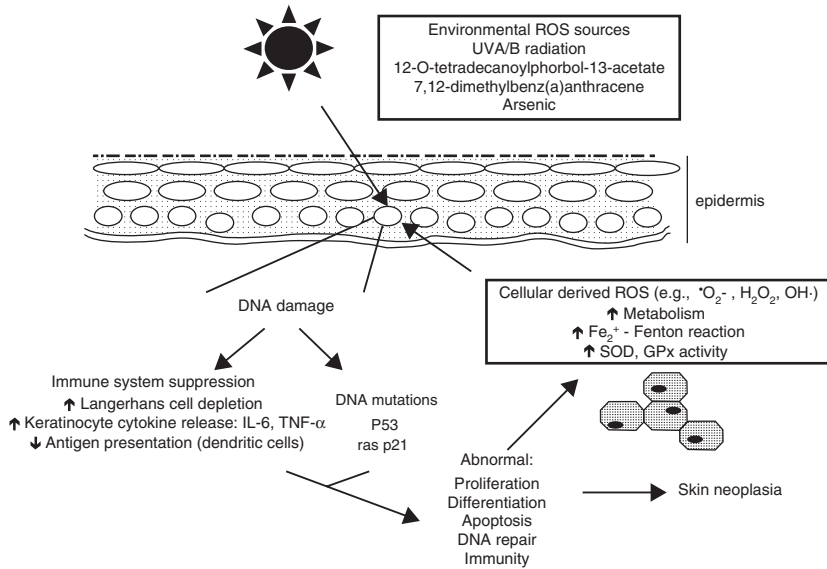 Environmental ROS sources
UVA/B radiation
12-O-tetradecanoylphorbol-13-acetate
7,12-dimethylbenz(a)anthracene
Arsenic
epidermis
DNA damage
Cellular derived ROS (e.g., •O₂- , H₂O₂, OH·)
↑ Metabolism
↑ Fe₂⁺ - Fenton reaction
↑ SOD, GPx activity
Immune system suppression
↑ Langerhans cell depletion
↑ Keratinocyte cytokine release: IL-6, TNF-α
↓ Antigen presentation (dendritic cells)
DNA mutations
P53
ras p21
Abnormal:
Proliferation
Differentiation
Apoptosis
DNA repair
Immunity
Skin neoplasia